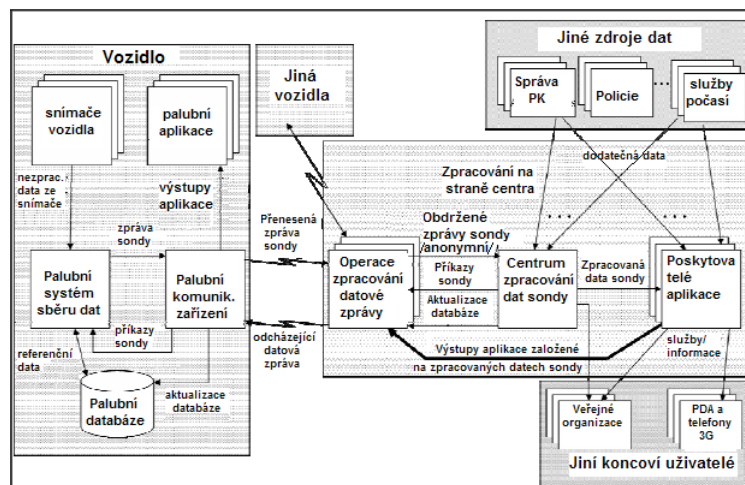 Vozidlo
snímače
vozidla
palubní
aplikace
nezprac.
data ze
snímače
výstupy
aplikace
zpráva
sondy
Palubní
systém
sběru dat
Palubní
komunik.
zařízení
příkazy
sondy
referenční
data
Palubní
databáze
aktualizace
databáze
Jiná
vozidla
Přenesená
zpráva
sondy
odcházející
datová
zpráva
Jiné zdroje dat
Správa
PK
Policie
...
služby
počasí
dodatečná data
Zpracování na
straně centra
... ...
Obdržené
zprávy sondy
/anonymní/
Operace
zpracování
datové
zprávy
Příkazy
sondy
Aktualizace
databáze
Centrum
zpracování
dat sondy
Zpracovaná
data sondy
Poskytova
telé
aplikace
Výstupy aplikace založené
na zpracovaných datech sondy
služby/
informace
Veřejné
organizace
PDA a
telefony
3G
Jiní koncoví uživatelé